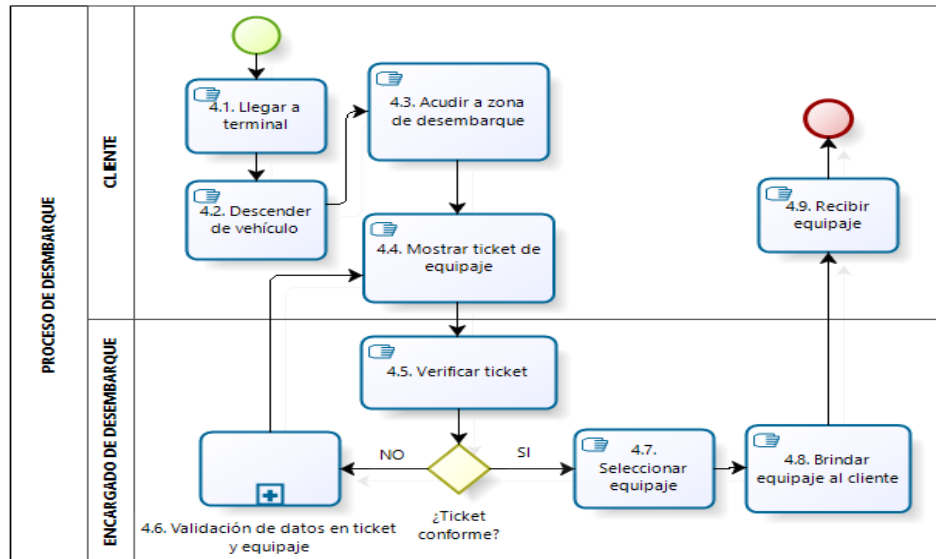 PROCESO DE DESMBARQUE
CLIENTE
4.1. Llegar a
terminal
4.2. Descender
de vehículo
4.3. Acudir a zona
de desembarque
4.4. Mostrar ticket de
equipaje
4.9. Recibir
equipaje
ENCARGADO DE DESEMBARQUE
4.5. Verificar ticket
NO
SI
¿Ticket
conforme?
4.6. Validación de datos en ticket
y equipaje
4.7.
Seleccionar
equipaje
4.8. Brindar
equipaje al cliente